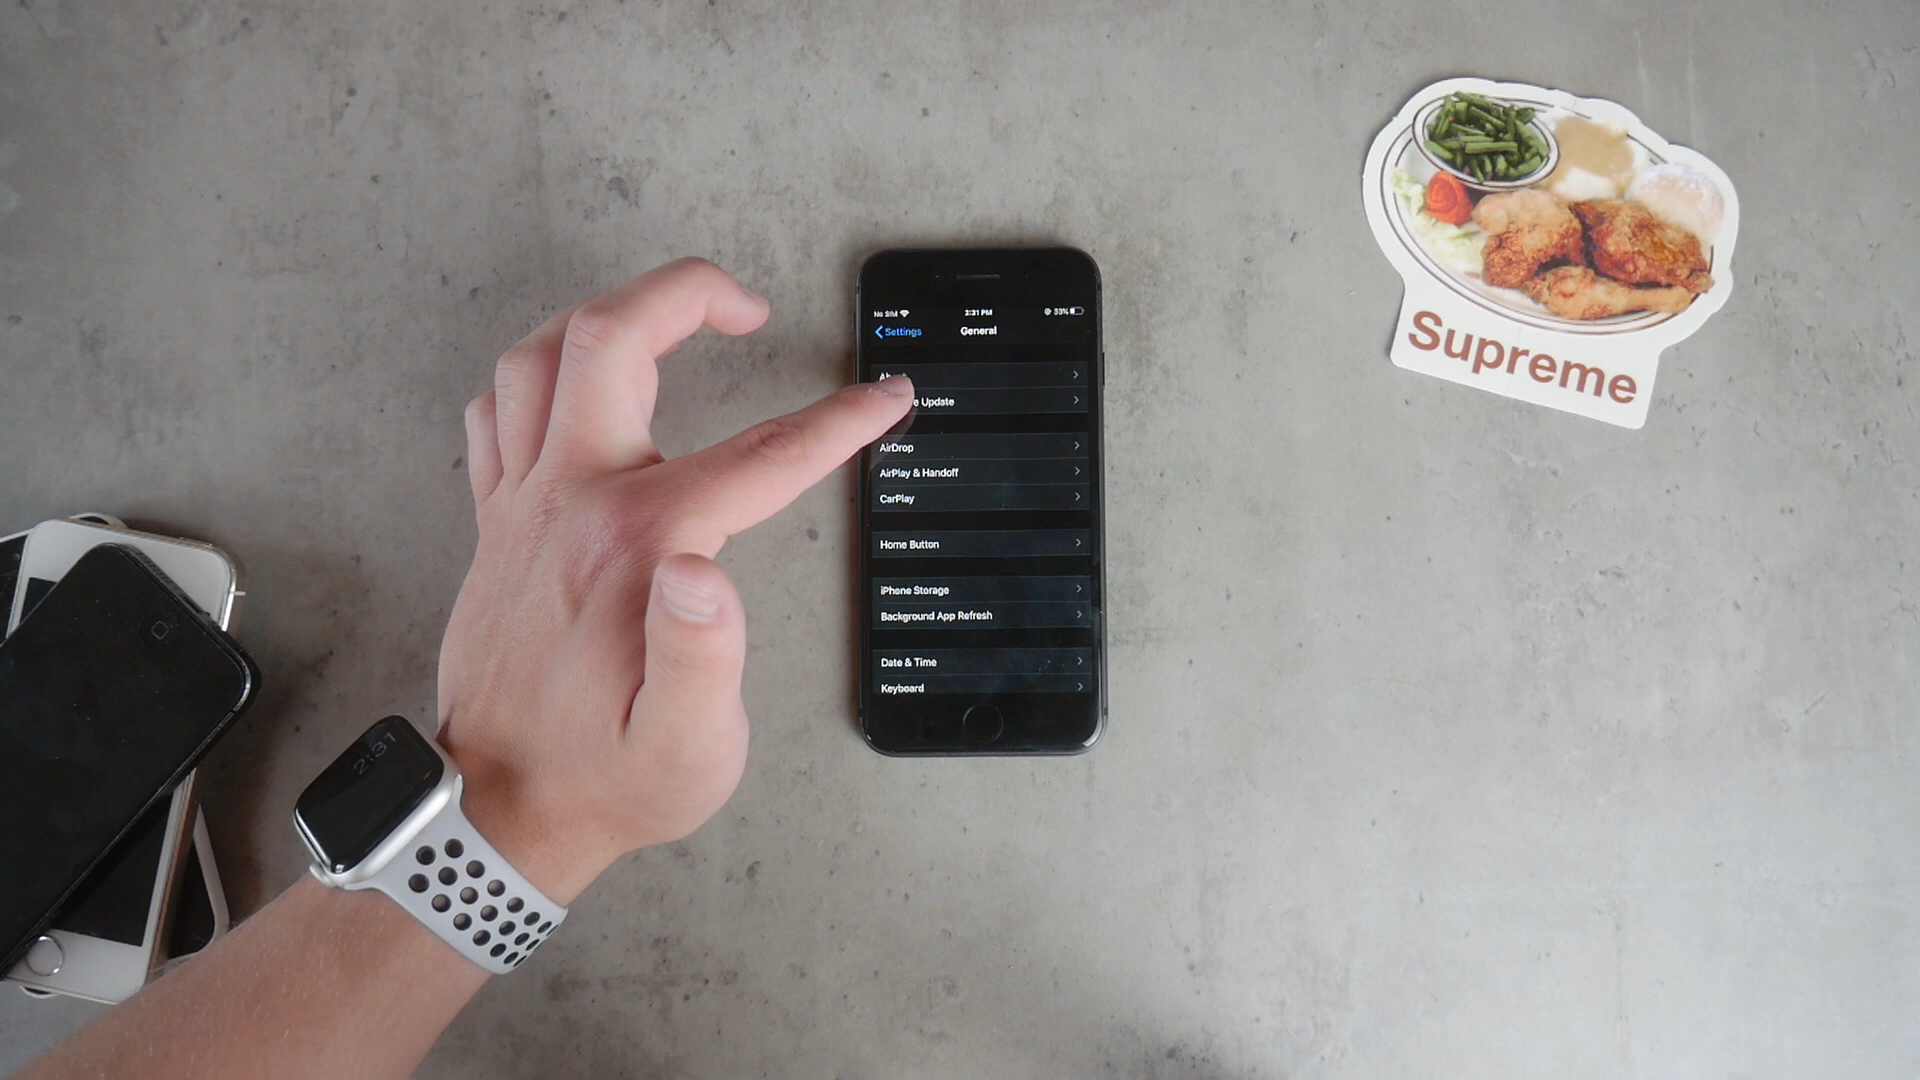 No SIM 2:31 PM 33%
Settings General
Update
AirDrop
AirPlay & Handoff
CarPlay
Home Button
iPhone Storage
Background App Refresh
Date & Time
Keyboard
Supreme
2:31